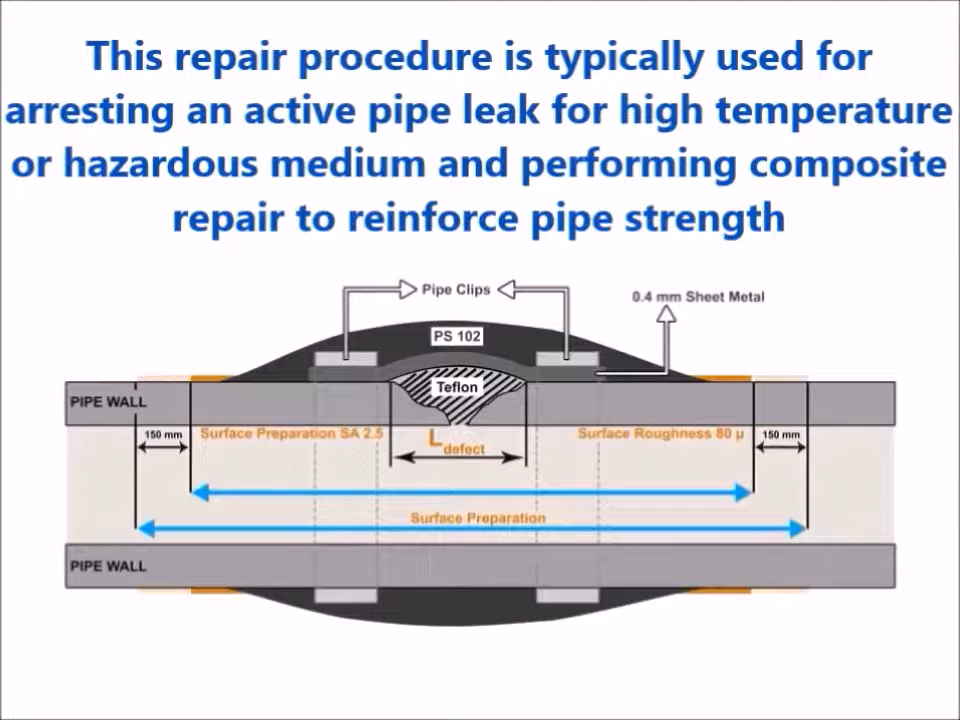 This repair procedure is typically used for
arresting an active pipe leak for high temperature
or hazardous medium and performing composite
repair to reinforce pipe strength
Pipe Clips
0.4 mm Sheet Metal
PS 102
Teflon
PIPE WALL
150 mm
Surface Preparation SA 2.5
L defect
Surface Roughness 80 µ
150 mm
Surface Preparation
PIPE WALL